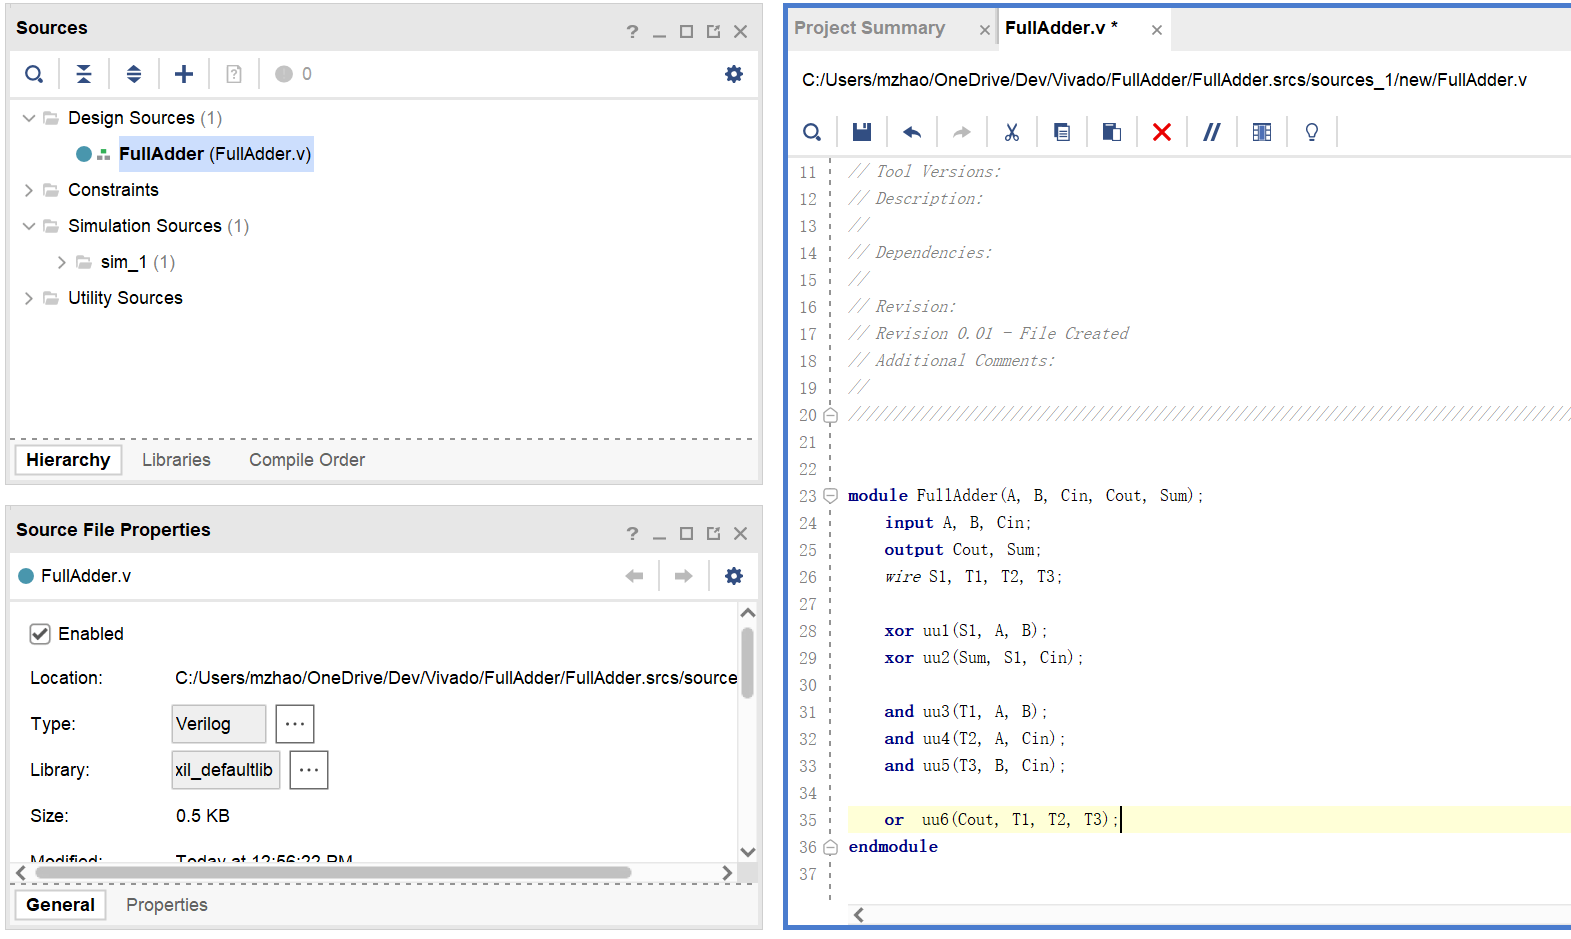 Sources
0
Design Sources (1)
FullAdder (FullAdder.v)
Constraints
Simulation Sources (1)
sim_1 (1)
Utility Sources
Hierarchy Libraries Compile Order
Source File Properties
FullAdder.v
Enabled
Location: C:/Users/mzhao/OneDrive/Dev/Vivado/FullAdder/FullAdder.srcs/source
Type: Verilog ...
Library: xil_defaultlib ...
Size: 0.5 KB
Modified: Today at 12:56:22 PM
General Properties
Project Summary FullAdder.v *
C:/Users/mzhao/OneDrive/Dev/Vivado/FullAdder/FullAdder.srcs/sources_1/new/FullAdder.v
11 // Tool Versions:
12 // Description:
13 //
14 // Dependencies:
15 //
16 // Revision:
17 // Revision 0.01 - File Created
18 // Additional Comments:
19 //
20 ////////////////////////////////////////////////////////////////////////////////
21
22
23 module FullAdder(A, B, Cin, Cout, Sum);
24 input A, B, Cin;
25 output Cout, Sum;
26 wire S1, T1, T2, T3;
27
28 xor uu1(S1, A, B);
29 xor uu2(Sum, S1, Cin);
30
31 and uu3(T1, A, B);
32 and uu4(T2, A, Cin);
33 and uu5(T3, B, Cin);
34
35 or uu6(Cout, T1, T2, T3);
36 endmodule
37